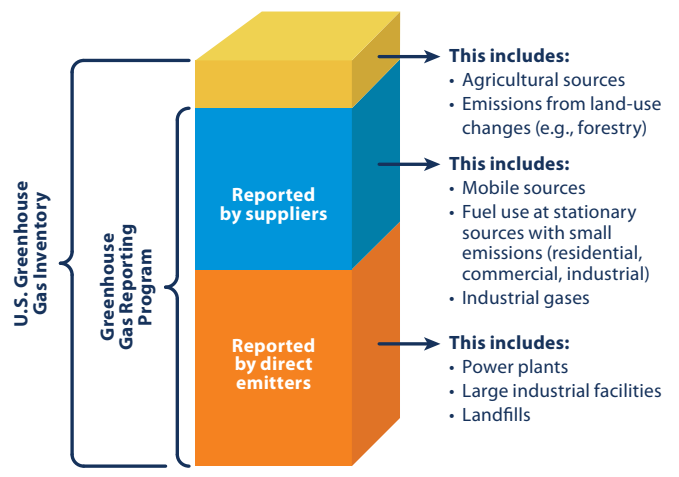 This includes:
• Agricultural sources
• Emissions from land-use
changes (e.g., forestry)
This includes:
• Mobile sources
• Fuel use at stationary
sources with small
emissions (residential,
commercial, industrial)
• Industrial gases
This includes:
• Power plants
• Large industrial facilities
• Landfills
Reported
by suppliers
Reported
by direct
emitters
U.S. Greenhouse
Gas Inventory
Greenhouse
Gas Reporting
Program